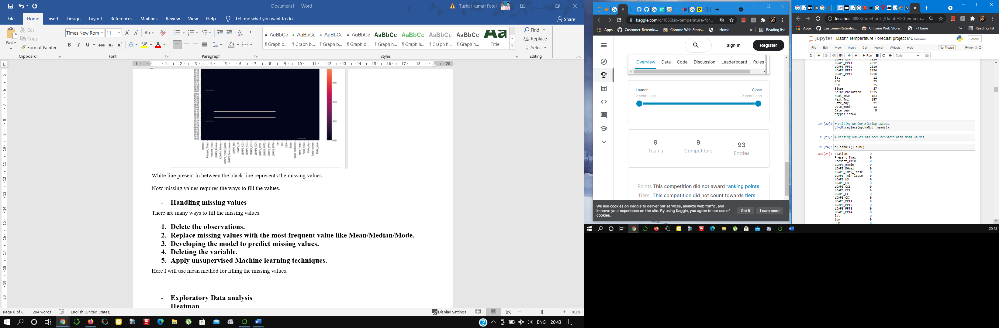 Document1 - Word
Tushar kumar Patel
File Home Insert Design Layout References Mailings Review View Help Tell me what you want to do
Share
Paste
Cut
Copy
Format Painter
Clipboard
Times New Rom 11
Font
Paragraph
AaBbCc AaBbCc AaBbCc AaBbCc AaBbCc AaBbCc AaBbCc AaBbCc Aa
¶ Graph b... ¶ Graph b... ¶ Graph b... ¶ Graph b... ¶ Graph h... ¶ Graph h... ¶ Graph h... ¶ Graph h... Title
Styles
Find
Replace
Select
Editing
0.6
0.4
0.2
0.0
station
Present_Tmax
Present_Tmin
LDAPS_RHmin
LDAPS_RHmax
LDAPS_Tmax_lapse
LDAPS_Tmin_lapse
LDAPS_WS
LDAPS_LH
LDAPS_CC1
LDAPS_CC2
LDAPS_CC3
LDAPS_CC4
LDAPS_PPT1
LDAPS_PPT2
LDAPS_PPT3
LDAPS_PPT4
lat
lon
DEM
Slope
Solar radiation
Next_Tmax
Next_Tmin
Date_day
Date_month
Date_year
White line present in between the black line represents the missing values.
Now missing values requires the ways to fill the values.
- Handling missing values
There are many ways to fill the missing values.
1. Delete the observations.
2. Replace missing values with the most frequent value like Mean/Median/Mode.
3. Developing the model to predict missing values.
4. Deleting the variable.
5. Apply unsupervised Machine learning techniques.
Here I will use mean method for filling the missing values.
- Exploratory Data analysis
- Heatmap
Page 6 of 8 1204 words English (United States)
Display Settings
103%
ENG 20:43
kaggle.com/c/1056lab-temperature-for...
Apps Customer-Retentio... Chrome Web Store... - Home » Reading list
Sign In
Register
Overview Data Code Discussion Leaderboard Rules
Launch Close
2 years ago 2 years ago
9 9 93
Teams Competitors Entries
Points This competition did not award ranking points
Tiers This competition did not count towards tiers
We use cookies on Kaggle to deliver our services, analyze web traffic, and
improve your experience on the site. By using Kaggle, you agree to our use of
cookies.
Got it
Learn more
localhost:8888/notebooks/Datatr%20Tempera...
Apps Customer-Retentio... Chrome Web Store... - Home » Reading list
jupyter Datatr Temperature Forecast project ML (autosaved)
Logout
File Edit View Insert Cell Kernel Widgets Help
Not Trusted
Python 3
Run
Code
LDAPS_CC4 7524
LDAPS_PPT1 2812
LDAPS_PPT2 2510
LDAPS_PPT3 2356
LDAPS_PPT4 1918
lat 12
lon 25
DEM 25
Slope 27
Solar radiation 1575
Next_Tmax 183
Next_Tmin 157
Date_day 21
Date_month 12
Date_year 5
dtype: int64
In [22]: # Filling up the missing values.
df=df.replace(np.NaN,df.mean())
In [23]: # Missing values has been replaced with mean values.
In [24]: df.isnull().sum()
Out[24]: station 0
Present_Tmax 0
Present_Tmin 0
LDAPS_RHmin 0
LDAPS_RHmax 0
LDAPS_Tmax_lapse 0
LDAPS_Tmin_lapse 0
LDAPS_WS 0
LDAPS_LH 0
LDAPS_CC1 0
LDAPS_CC2 0
LDAPS_CC3 0
LDAPS_CC4 0
LDAPS_PPT1 0
LDAPS_PPT2 0
LDAPS_PPT3 0
LDAPS_PPT4 0
lat 0
lon 0
DEM 0
20:43